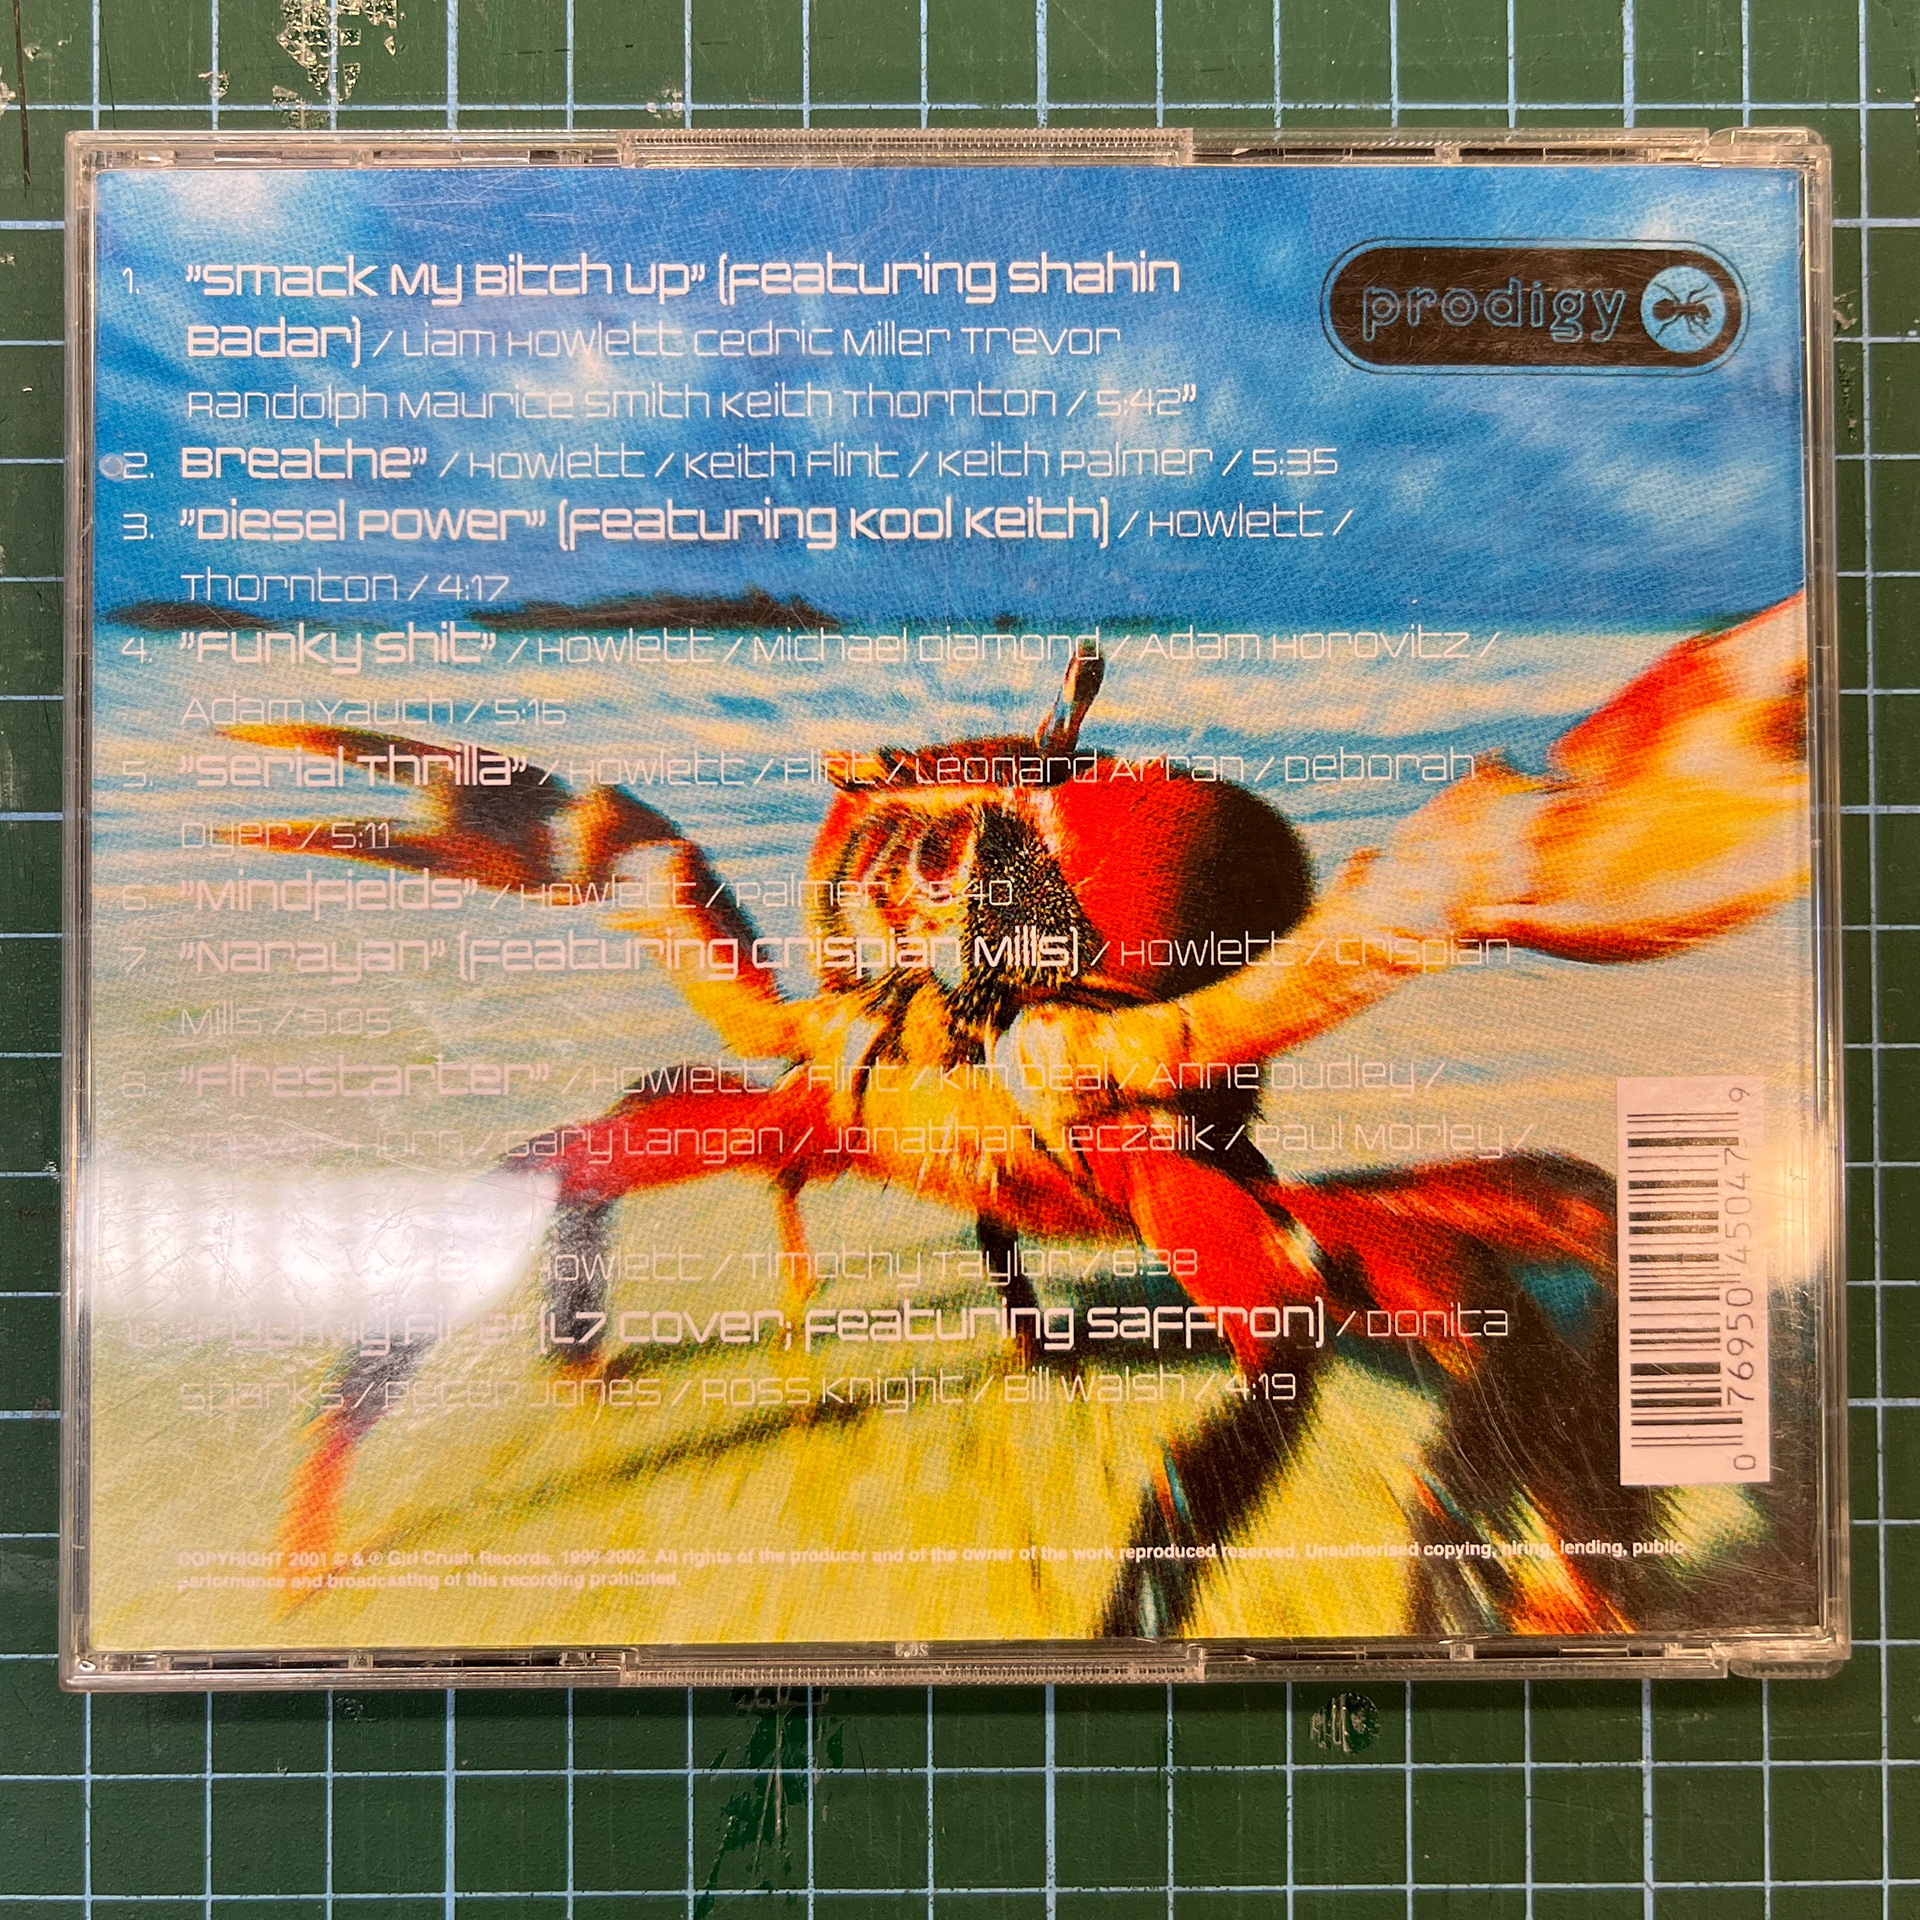 1. "Smack My Bitch Up" (featuring Shahin
Badar) / Liam Howlett Cedric Miller Trevor
Randolph Maurice Smith Keith Thornton / 5:42"
2. Breathe" / Howlett / Keith Flint / Keith Palmer / 5:35
3. "Diesel Power" (featuring Kool Keith) / Howlett /
Thornton / 4:17
4. "Funky Shit" / Howlett / Michael Diamond / Adam Horovitz /
Adam Yauch / 5:16
5. "Serial Thrilla" / Howlett / Flint / Leonard Arran / Deborah
Dyer / 5:11
6. "Mindfields" / Howlett / Palmer / 5:40
7. "Narayan" (featuring Crispian Mills) / Howlett / Crispian
Mills / 9:05
8. "Firestarter" / Howlett / Flint / Kim Deal / Anne Dudley /
/ Gary Langan / Jonathan Jeczalik / Paul Morley /
Howlett / Timothy Taylor / 6:38
My Fire" (L7 cover; featuring Saffron) / Donita
Sparks / Peter Jones / Ross Knight / Bill Walsh / 4:19
prodigy
0 76950 45047 9
COPYRIGHT 2001 © & ℗ Girl Crush Records. 1999-2002. All rights of the producer and of the owner of the work reproduced reserved. Unauthorised copying, hiring, lending, public
performance and broadcasting of this recording prohibited.